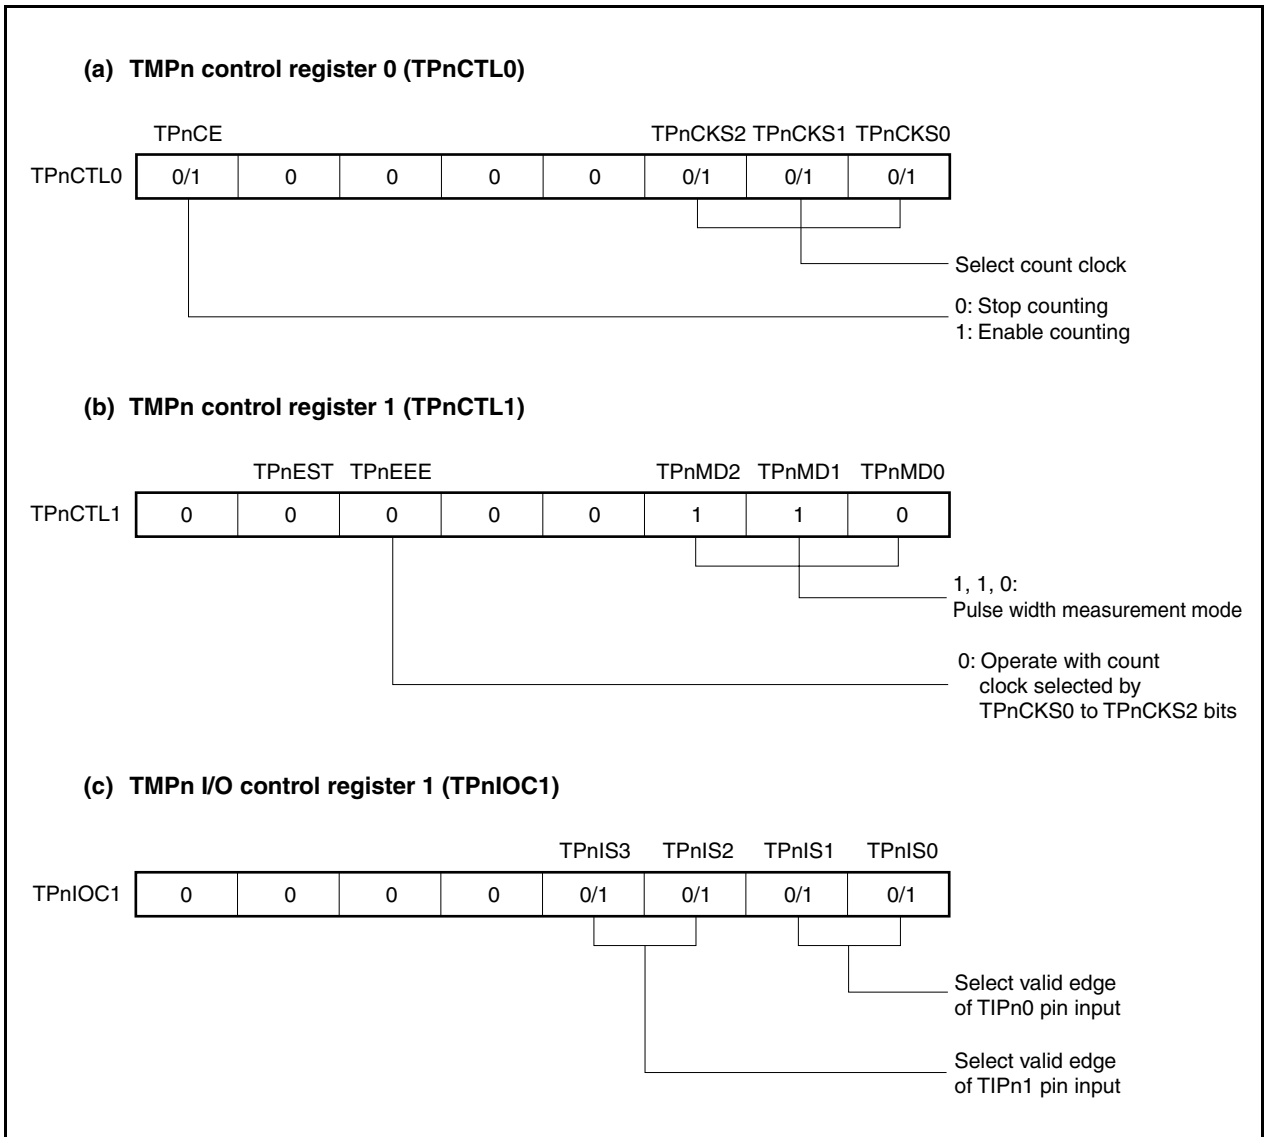 (a) TMPn control register 0 (TPnCTL0)
TPnCE TPnCKS2 TPnCKS1 TPnCKS0
TPnCTL0 0/1 0 0 0 0 0/1 0/1 0/1
Select count clock
0: Stop counting
1: Enable counting
(b) TMPn control register 1 (TPnCTL1)
TPnEST TPnEEE TPnMD2 TPnMD1 TPnMD0
TPnCTL1 0 0 0 0 0 1 1 0
1, 1, 0:
Pulse width measurement mode
0: Operate with count
clock selected by
TPnCKS0 to TPnCKS2 bits
(c) TMPn I/O control register 1 (TPnIOC1)
TPnIS3 TPnIS2 TPnIS1 TPnIS0
TPnIOC1 0 0 0 0 0/1 0/1 0/1 0/1
Select valid edge
of TIPn0 pin input
Select valid edge
of TIPn1 pin input